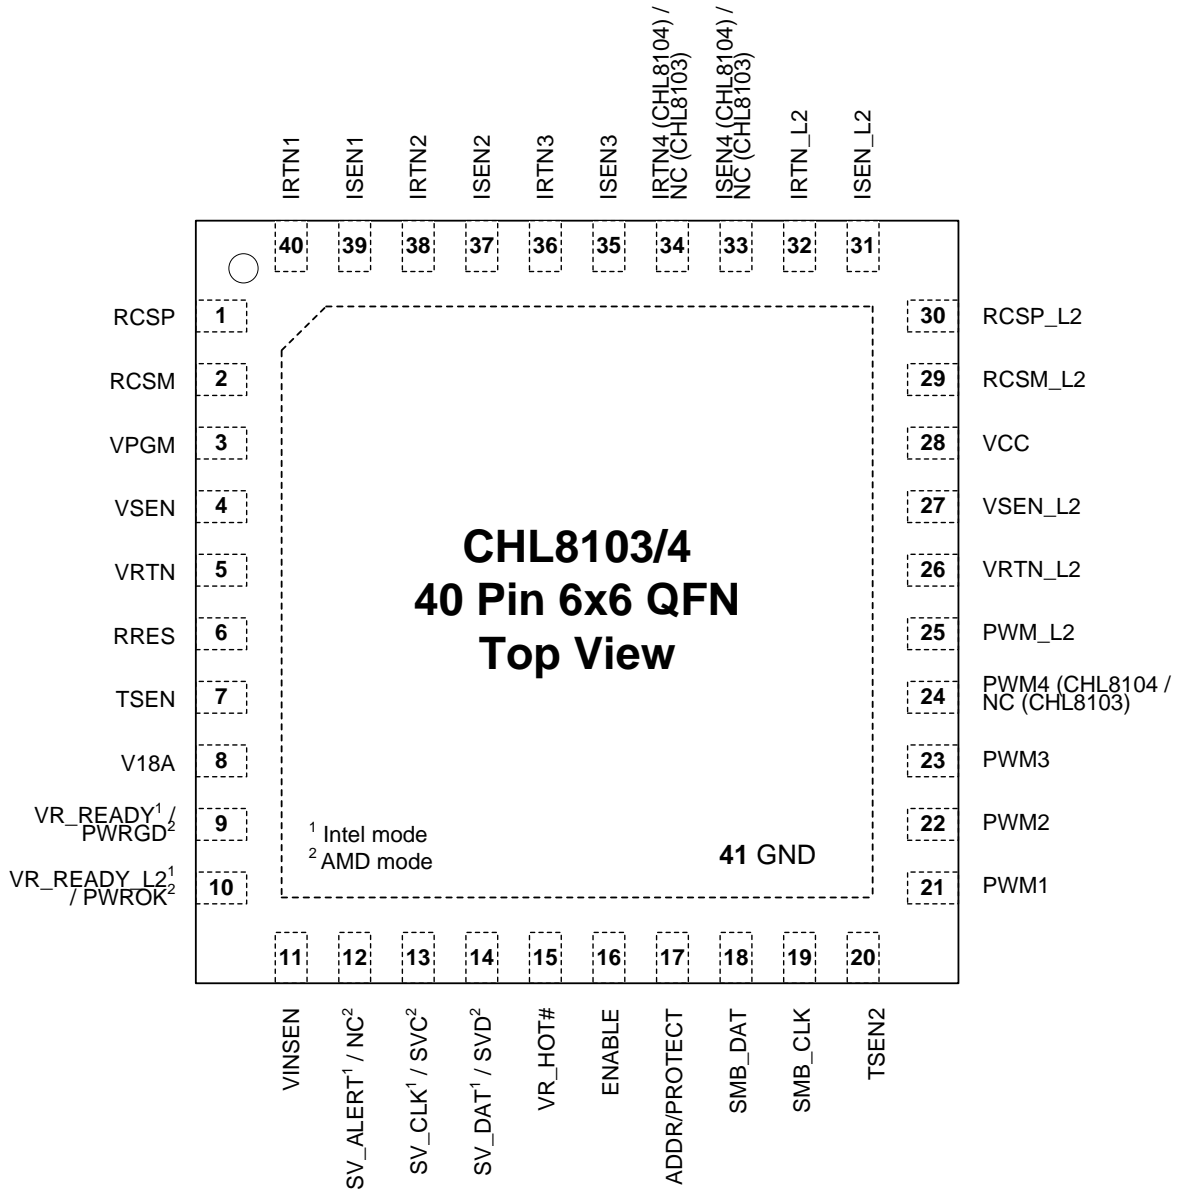 IRTN1
ISEN1
IRTN2
ISEN2
IRTN3
ISEN3
IRTN4 (CHL8104) /
NC (CHL8103)
ISEN4 (CHL8104) /
NC (CHL8103)
IRTN_L2
ISEN_L2
40 39 38 37 36 35 34 33 32 31
RCSP 1
RCSM 2
VPGM 3
VSEN 4
VRTN 5
RRES 6
TSEN 7
V18A 8
VR_READY¹ /
PWRGD² 9
VR_READY_L2¹
/ PWROK² 10
CHL8103/4
40 Pin 6x6 QFN
Top View
¹ Intel mode
² AMD mode
41 GND
30 RCSP_L2
29 RCSM_L2
28 VCC
27 VSEN_L2
26 VRTN_L2
25 PWM_L2
24 PWM4 (CHL8104 /
NC (CHL8103)
23 PWM3
22 PWM2
21 PWM1
11 12 13 14 15 16 17 18 19 20
VINSEN
SV_ALERT¹ / NC²
SV_CLK¹ / SVC²
SV_DAT¹ / SVD²
VR_HOT#
ENABLE
ADDR/PROTECT
SMB_DAT
SMB_CLK
TSEN2